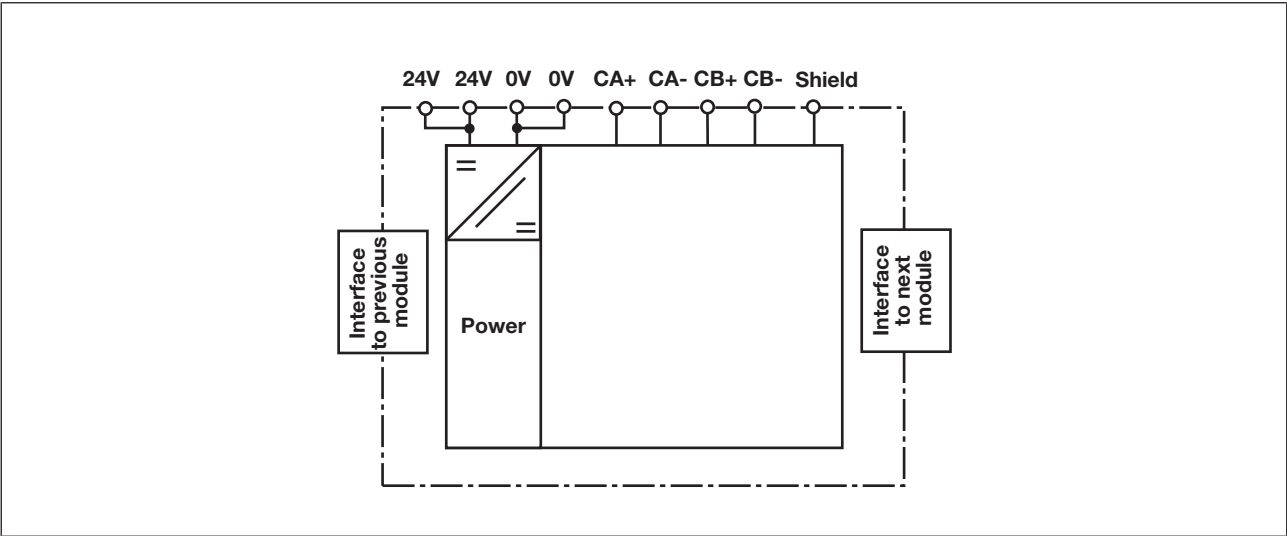 24V 24V 0V 0V CA+ CA- CB+ CB- Shield
Interface
to previous
module
Power
Interface
to next
module